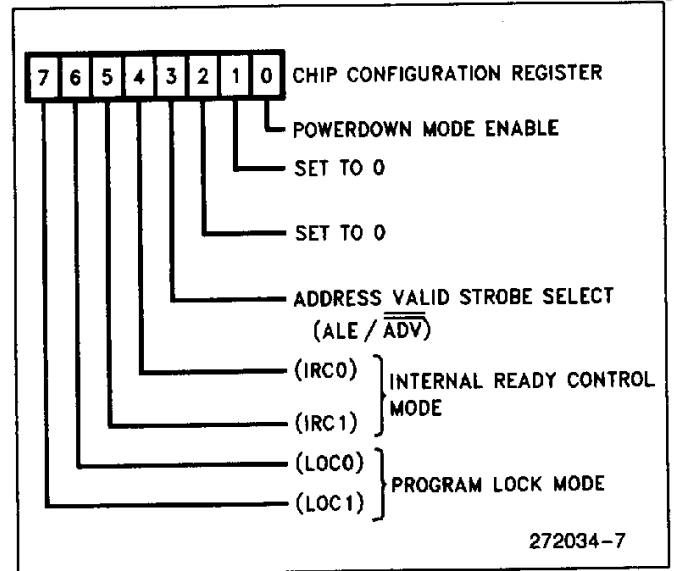 7 6 5 4 3 2 1 0 CHIP CONFIGURATION REGISTER
POWERDOWN MODE ENABLE
SET TO 0
SET TO 0
ADDRESS VALID STROBE SELECT
(ALE / ADV)
(IRC0)
INTERNAL READY CONTROL
MODE
(IRC1)
(LOC0)
PROGRAM LOCK MODE
(LOC1)
272034-7